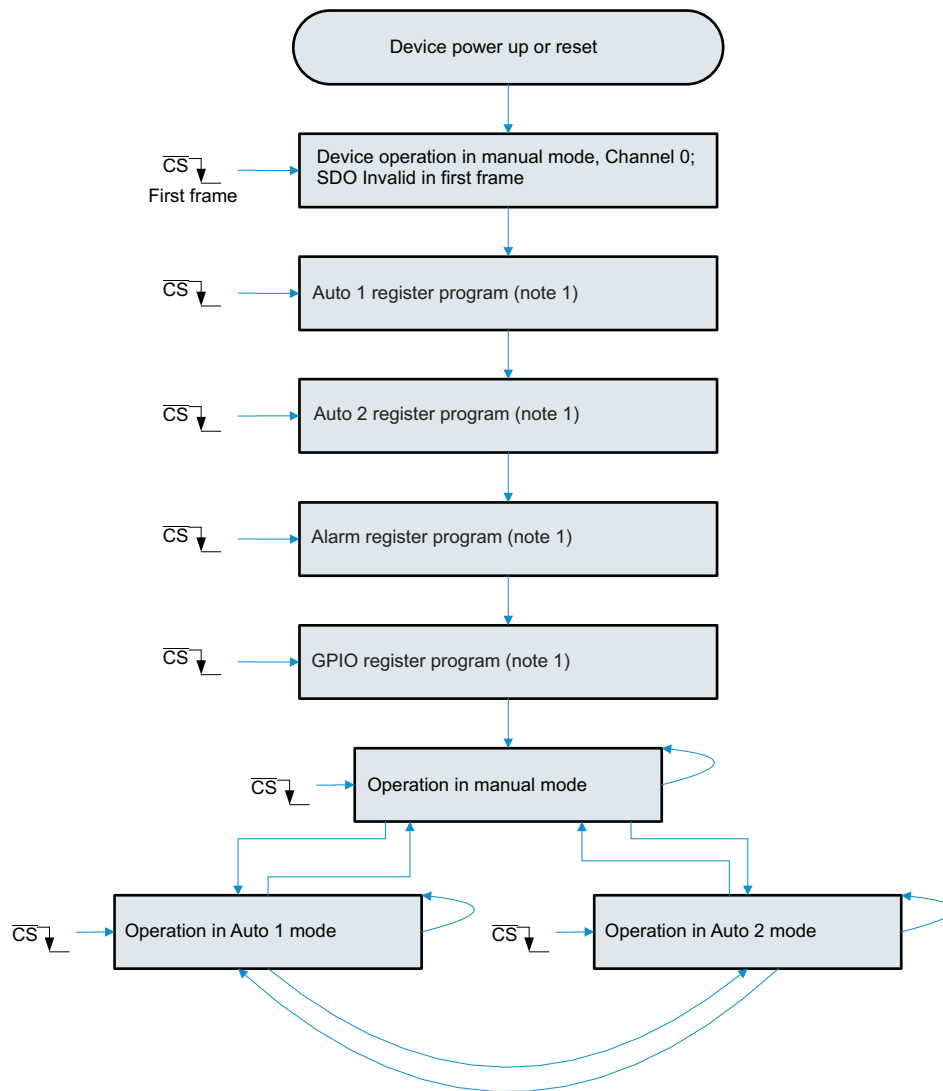 Device power up or reset
CS
First frame
Device operation in manual mode, Channel 0;
SDO Invalid in first frame
CS
Auto 1 register program (note 1)
CS
Auto 2 register program (note 1)
CS
Alarm register program (note 1)
CS
GPIO register program (note 1)
CS
Operation in manual mode
CS
Operation in Auto 1 mode
CS
Operation in Auto 2 mode